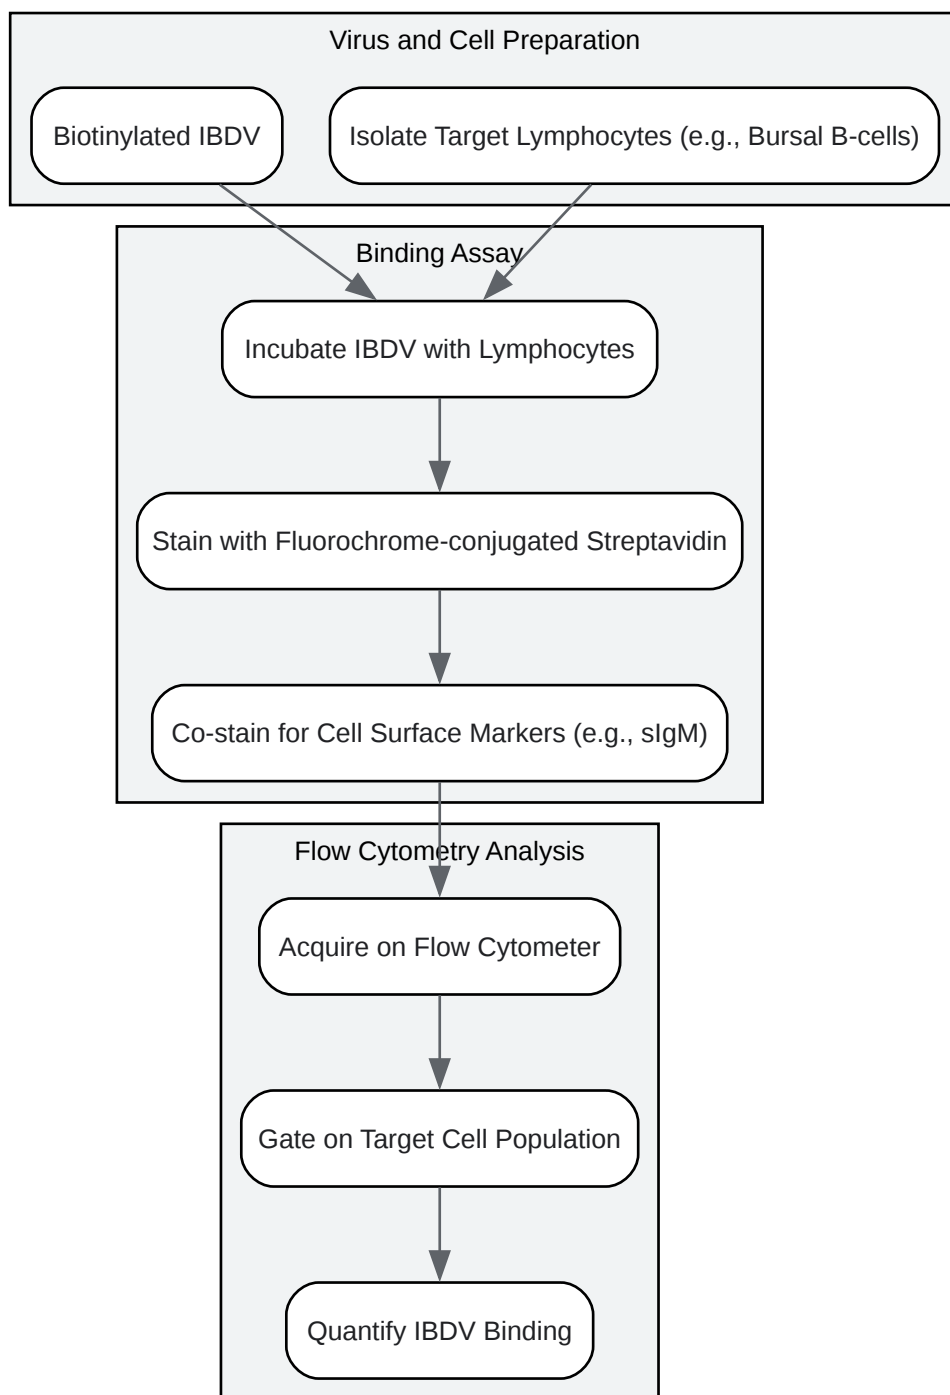 Virus and Cell Preparation
Biotinylated IBDV
Isolate Target Lymphocytes (e.g., Bursal B-cells)
Binding Assay
Incubate IBDV with Lymphocytes
Stain with Fluorochrome-conjugated Streptavidin
Co-stain for Cell Surface Markers (e.g., sIgM)
Flow Cytometry Analysis
Acquire on Flow Cytometer
Gate on Target Cell Population
Quantify IBDV Binding